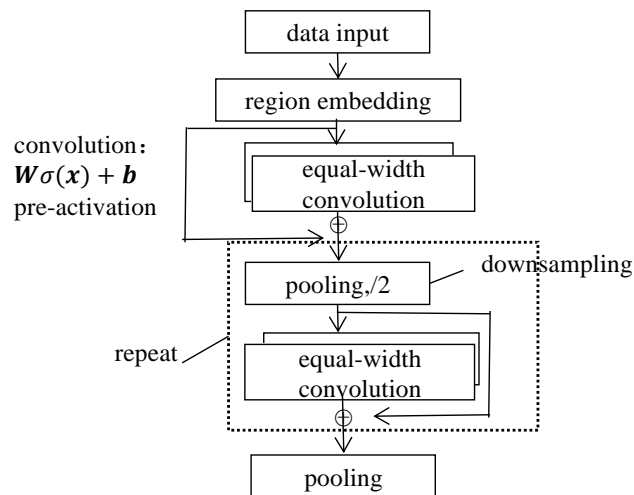 data input
region embedding
convolution：
Wσ(x) + b
pre-activation
equal-width
convolution
downsampling
pooling,/2
repeat
equal-width
convolution
pooling